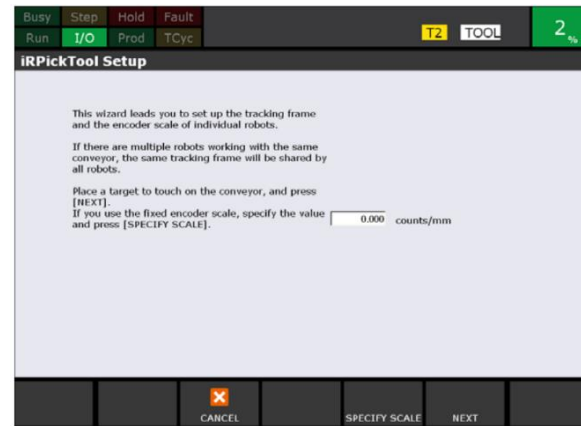 Busy Step Hold Fault
Run I/O Prod TCyc
T2 TOOL 2 %
iRPickTool Setup
This wizard leads you to set up the tracking frame
and the encoder scale of individual robots.
If there are multiple robots working with the same
conveyor, the same tracking frame will be shared by
all robots.
Place a target to touch on the conveyor, and press
[NEXT].
If you use the fixed encoder scale, specify the value
and press [SPECIFY SCALE].
0.000 counts/mm
CANCEL SPECIFY SCALE NEXT